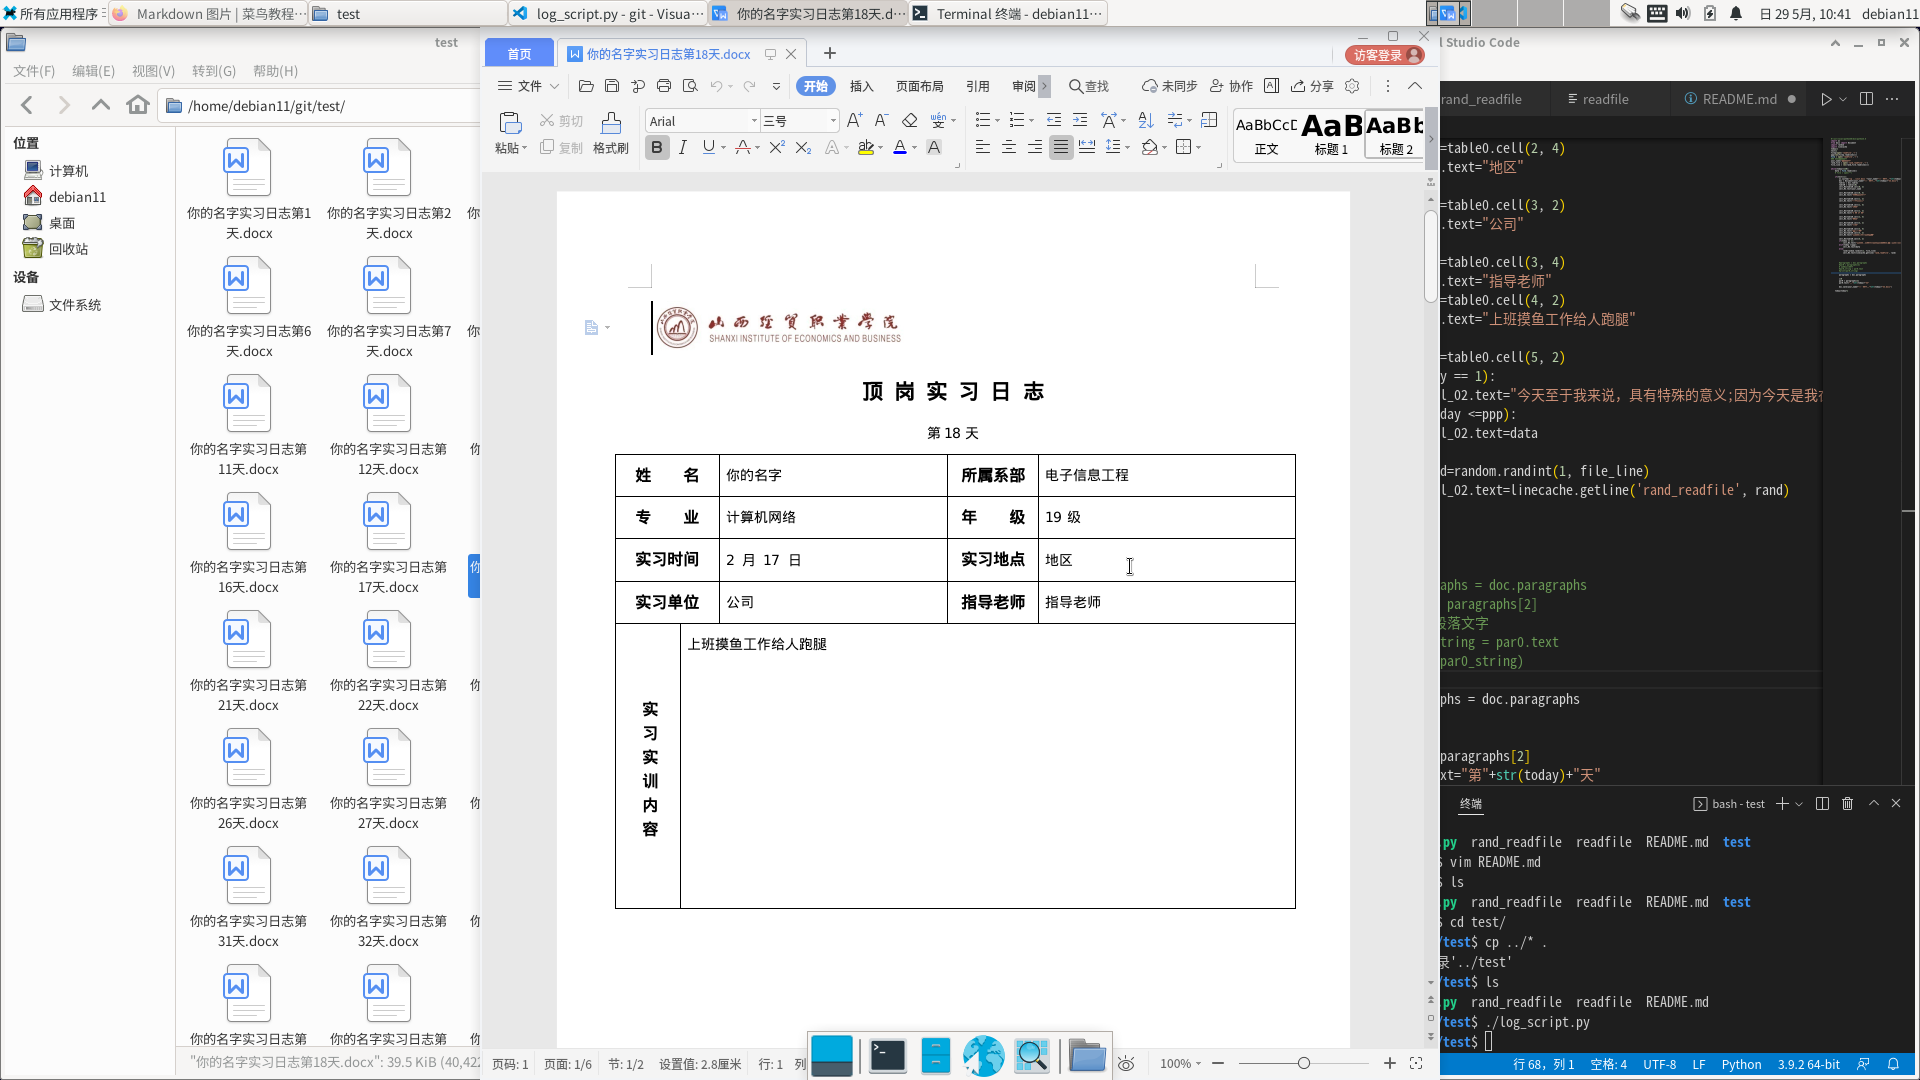 所有应用程序
Markdown 图片 | 菜鸟教程···
test
log_script.py - git - Visua···
你的名字实习日志第18天.d···
Terminal 终端 - debian11···
日 29 5月, 10:41
debian11
test
文件(F)
编辑(E)
视图(V)
转到(G)
帮助(H)
/home/debian11/git/test/
位置
计算机
debian11
桌面
回收站
设备
文件系统
你的名字实习日志第1天.docx
你的名字实习日志第2天.docx
你的名字实习日志第6天.docx
你的名字实习日志第7天.docx
你的名字实习日志第11天.docx
你的名字实习日志第12天.docx
你的名字实习日志第16天.docx
你的名字实习日志第17天.docx
你的名字实习日志第21天.docx
你的名字实习日志第22天.docx
你的名字实习日志第26天.docx
你的名字实习日志第27天.docx
你的名字实习日志第31天.docx
你的名字实习日志第32天.docx
你的名字实习日志第
你的名字实习日志第
"你的名字实习日志第18天.docx": 39.5 KiB (40,42
首页
你的名字实习日志第18天.docx
访客登录
文件
开始
插入
页面布局
引用
审阅
查找
未同步
协作
分享
粘贴
剪切
复制
格式刷
Arial
三号
AaBbCcD
正文
AaB
标题 1
AaBb
标题 2
山西经贸职业学院
SHANXI INSTITUTE OF ECONOMICS AND BUSINESS
顶岗实习日志
第 18 天
姓 名
你的名字
所属系部
电子信息工程
专 业
计算机网络
年 级
19 级
实习时间
2 月 17 日
实习地点
地区
实习单位
公司
指导老师
指导老师
实习实训内容
上班摸鱼工作给人跑腿
页码: 1
页面: 1/6
节: 1/2
设置值: 2.8厘米
行: 1
列
100%
l Studio Code
rand_readfile
readfile
README.md
=table0.cell(2, 4)
.text="地区"
=table0.cell(3, 2)
.text="公司"
=table0.cell(3, 4)
.text="指导老师"
=table0.cell(4, 2)
.text="上班摸鱼工作给人跑腿"
=table0.cell(5, 2)
y == 1):
l_02.text="今天至于我来说，具有特殊的意义;因为今天是我
day <=ppp):
l_02.text=data
d=random.randint(1, file_line)
l_02.text=linecache.getline('rand_readfile', rand)
aphs = doc.paragraphs
paragraphs[2]
段落文字
tring = par0.text
par0_string)
phs = doc.paragraphs
paragraphs[2]
xt="第"+str(today)+"天"
终端
bash - test
.py rand_readfile readfile README.md test
$ vim README.md
$ ls
.py rand_readfile readfile README.md test
$ cd test/
/test$ cp ../* .
录'../test'
/test$ ls
.py rand_readfile readfile README.md
/test$ ./log_script.py
/test$
行 68, 列 1
空格: 4
UTF-8
LF
Python
3.9.2 64-bit